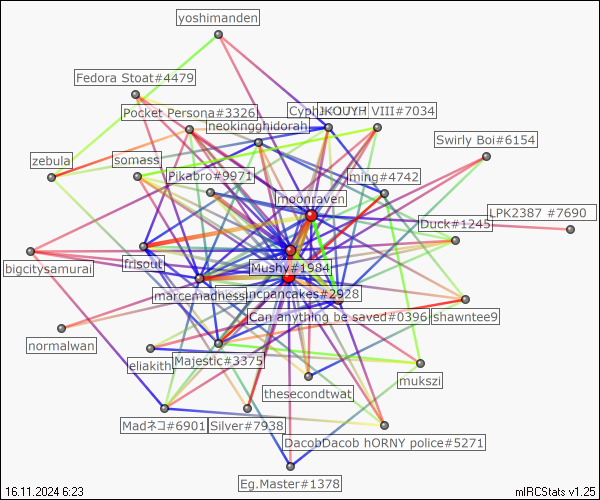 yoshimanden
Fedora Stoat#4479
Pocket Persona#3326
VIII#7034
neokingghidorah
Swirly Boi#6154
zebula
somass
Pikabro#9971
ming#4742
moonraven
LPK2387 #7690
Duck#1245
bigcitysamurai
frisout
Mushy#1984
marcemadness
incpancakes#2928
Can anything be saved#0396
shawntee9
normalwan
leliakith
Majestic#3375
mukszi
thesecondtwat
Madネコ#6901
Silver#7938
DacobDacob hORNY police#5271
Eg.Master#1378
16.11.2024 6:23
mIRCStats v1.25